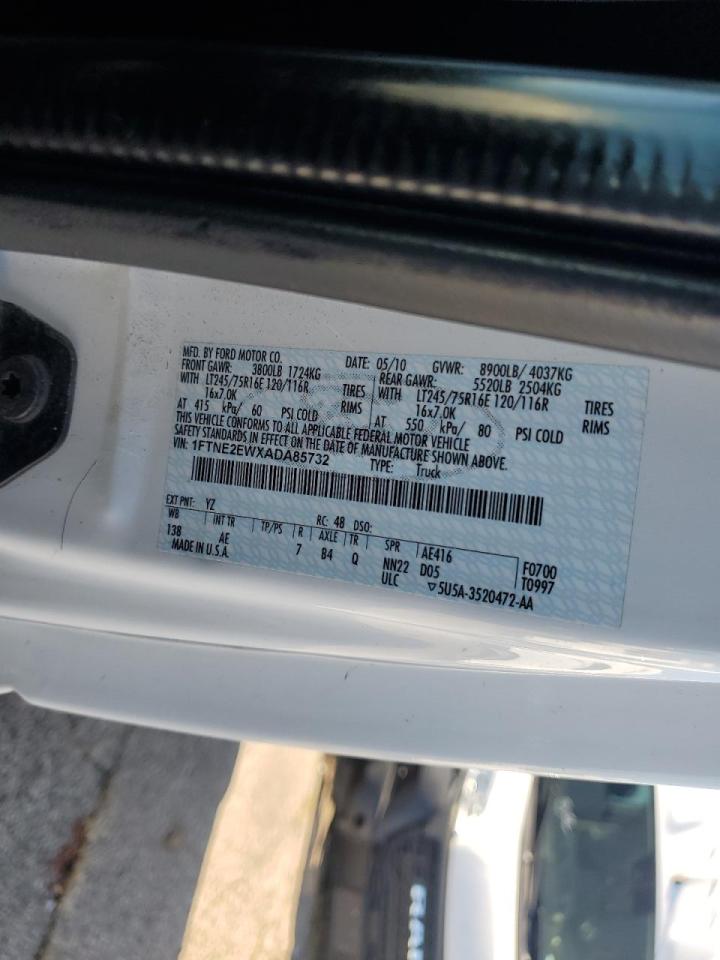 MFD. BY FORD MOTOR CO. DATE: 05/10 GVWR: 8900LB/ 4037KG
FRONT GAWR: 3800LB 1724KG REAR GAWR: 5520LB 2504KG
WITH LT245/75R16E 120/116R TIRES WITH LT245/75R16E 120/116R TIRES
16x7.0K RIMS 16x7.0K RIMS
AT 415 kPa/ 60 PSI COLD AT 550 kPa/ 80 PSI COLD
THIS VEHICLE CONFORMS TO ALL APPLICABLE FEDERAL MOTOR VEHICLE
SAFETY STANDARDS IN EFFECT ON THE DATE OF MANUFACTURE SHOWN ABOVE.
VIN: 1FTNE2EWXADA85732 TYPE: Truck
EXT PNT: YZ RC: 48 DSO:
WB INT TR TP/PS R AXLE TR SPR AE416 F0700
138 AE 7 B4 Q NN22 D05 T0997
MADE IN U.S.A. ULC ▽5U5A-3520472-AA